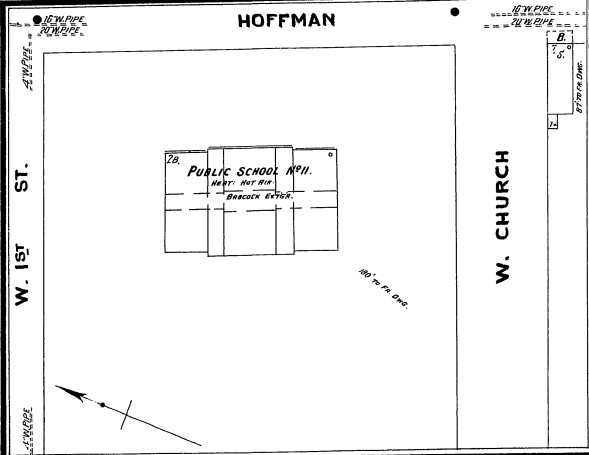 HOFFMAN
16"W.PIPE
20"W.PIPE
16"W.PIPE
20"W.PIPE
4"W.PIPE
B.
S.
87' TO FR. DWG.
2B.
PUBLIC SCHOOL Nº11.
HEAT: HOT AIR.
BABCOCK EXTGR.
W. 1ST ST.
W. CHURCH
180' TO FR. DWG.
4"W.PIPE